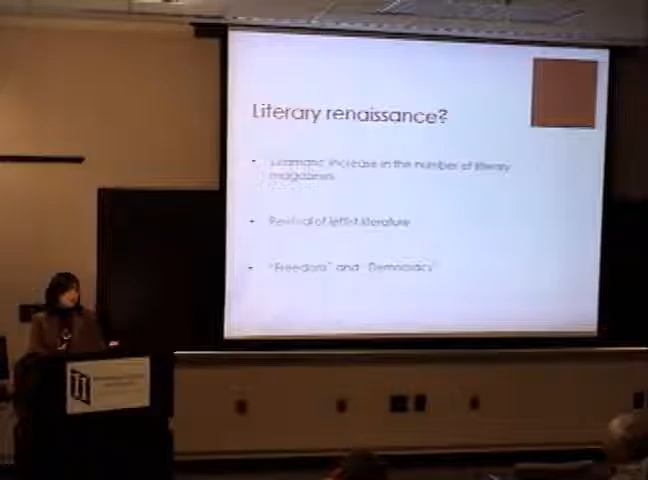 Literary renaissance?
Dramatic increase in the number of literary
magazines
Revival of leftist literature
"Freedom" and "Democracy"